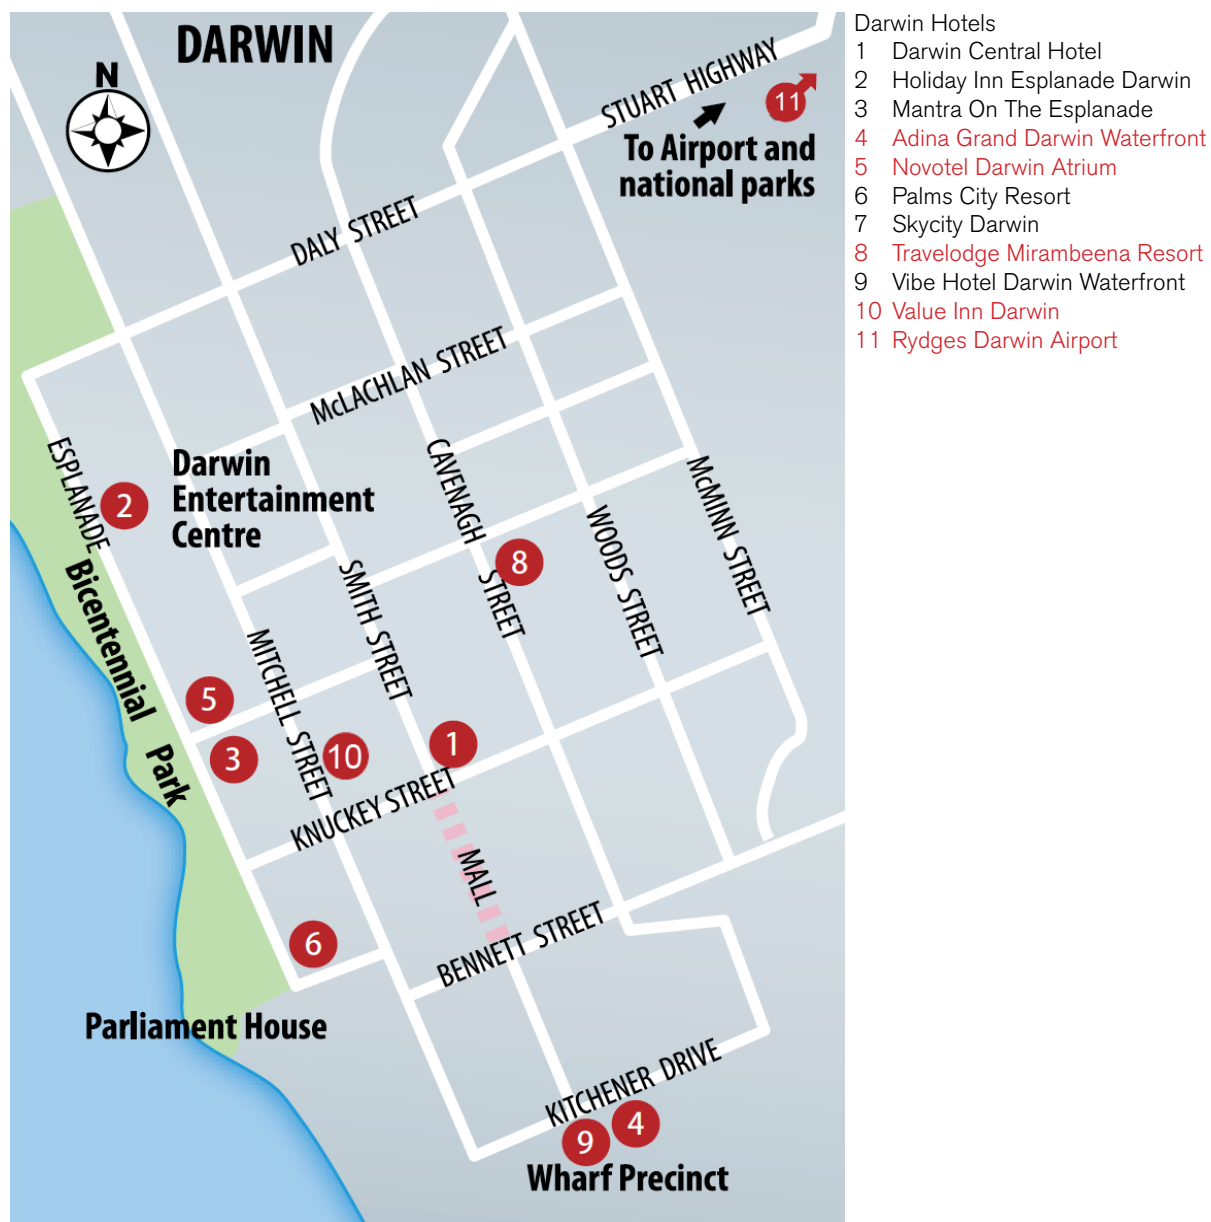 DARWIN
N
STUART HIGHWAY
11
To Airport and
national parks
DALY STREET
McLACHLAN STREET
ESPLANADE
2
Darwin
Entertainment
Centre
CAVENAGH STREET
McMINN STREET
WOODS STREET
8
SMITH STREET
Bicentennial Park
MITCHELL STREET
5
3
10
1
KNUCKEY STREET
MALL
6
BENNETT STREET
Parliament House
KITCHENER DRIVE
9
4
Wharf Precinct
Darwin Hotels
1 Darwin Central Hotel
2 Holiday Inn Esplanade Darwin
3 Mantra On The Esplanade
4 Adina Grand Darwin Waterfront
5 Novotel Darwin Atrium
6 Palms City Resort
7 Skycity Darwin
8 Travelodge Mirambeena Resort
9 Vibe Hotel Darwin Waterfront
10 Value Inn Darwin
11 Rydges Darwin Airport